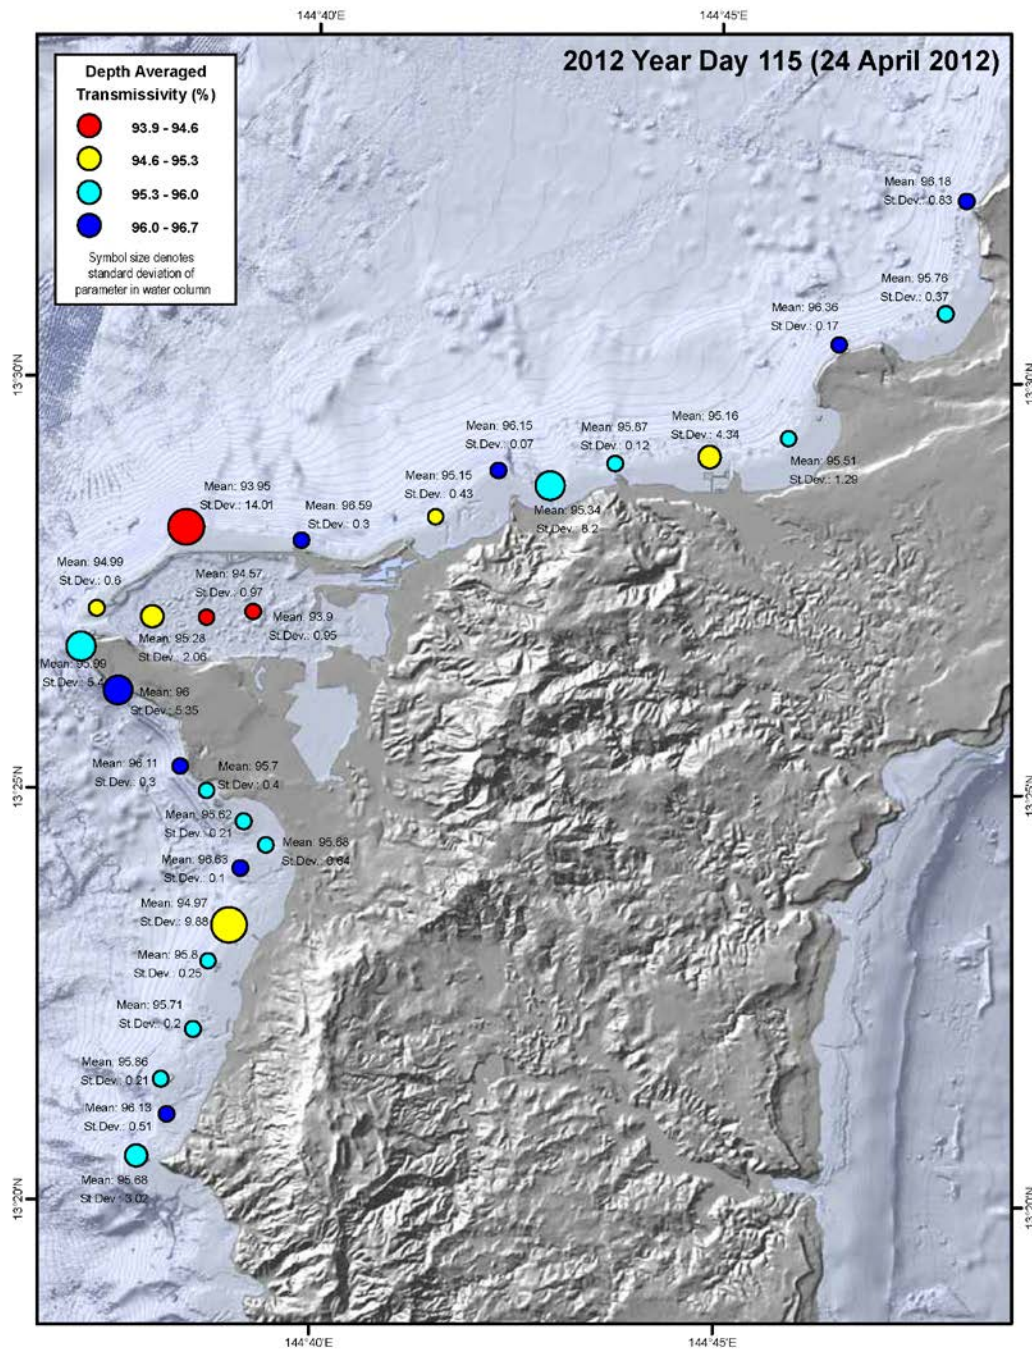 144°40'E
144°45'E
2012 Year Day 115 (24 April 2012)
Depth Averaged
Transmissivity (%)
93.9 - 94.6
94.6 - 95.3
95.3 - 96.0
96.0 - 96.7
Symbol size denotes
standard deviation of
parameter in water column
Mean: 96.18
St.Dev.: 0.83
Mean: 95.76
St.Dev.: 0.37
Mean: 96.36
St.Dev.: 0.17
13°30'N
13°30'N
Mean: 95.16
St.Dev.: 4.34
Mean: 96.15
St.Dev.: 0.07
Mean: 95.87
St.Dev.: 0.12
Mean: 95.51
St.Dev.: 1.29
Mean: 95.15
St.Dev.: 0.43
Mean: 93.95
St.Dev.: 14.01
Mean: 96.59
St.Dev.: 0.3
Mean: 95.34
St.Dev.: 8.2
Mean: 94.99
St.Dev.: 0.6
Mean: 94.57
St.Dev.: 0.97
Mean: 93.9
St.Dev.: 0.95
Mean: 95.28
St.Dev.: 2.06
Mean: 95.99
St.Dev.: 5.4
Mean: 96
St.Dev.: 5.35
Mean: 96.11
St.Dev.: 0.3
Mean: 95.7
St.Dev.: 0.4
13°25'N
13°25'N
Mean: 95.62
St.Dev.: 0.21
Mean: 95.68
St.Dev.: 0.64
Mean: 96.63
St.Dev.: 0.1
Mean: 94.97
St.Dev.: 9.88
Mean: 95.8
St.Dev.: 0.25
Mean: 95.71
St.Dev.: 0.2
Mean: 95.86
St.Dev.: 0.21
Mean: 96.13
St.Dev.: 0.51
Mean: 95.68
St.Dev.: 3.02
13°20'N
13°20'N
144°40'E
144°45'E